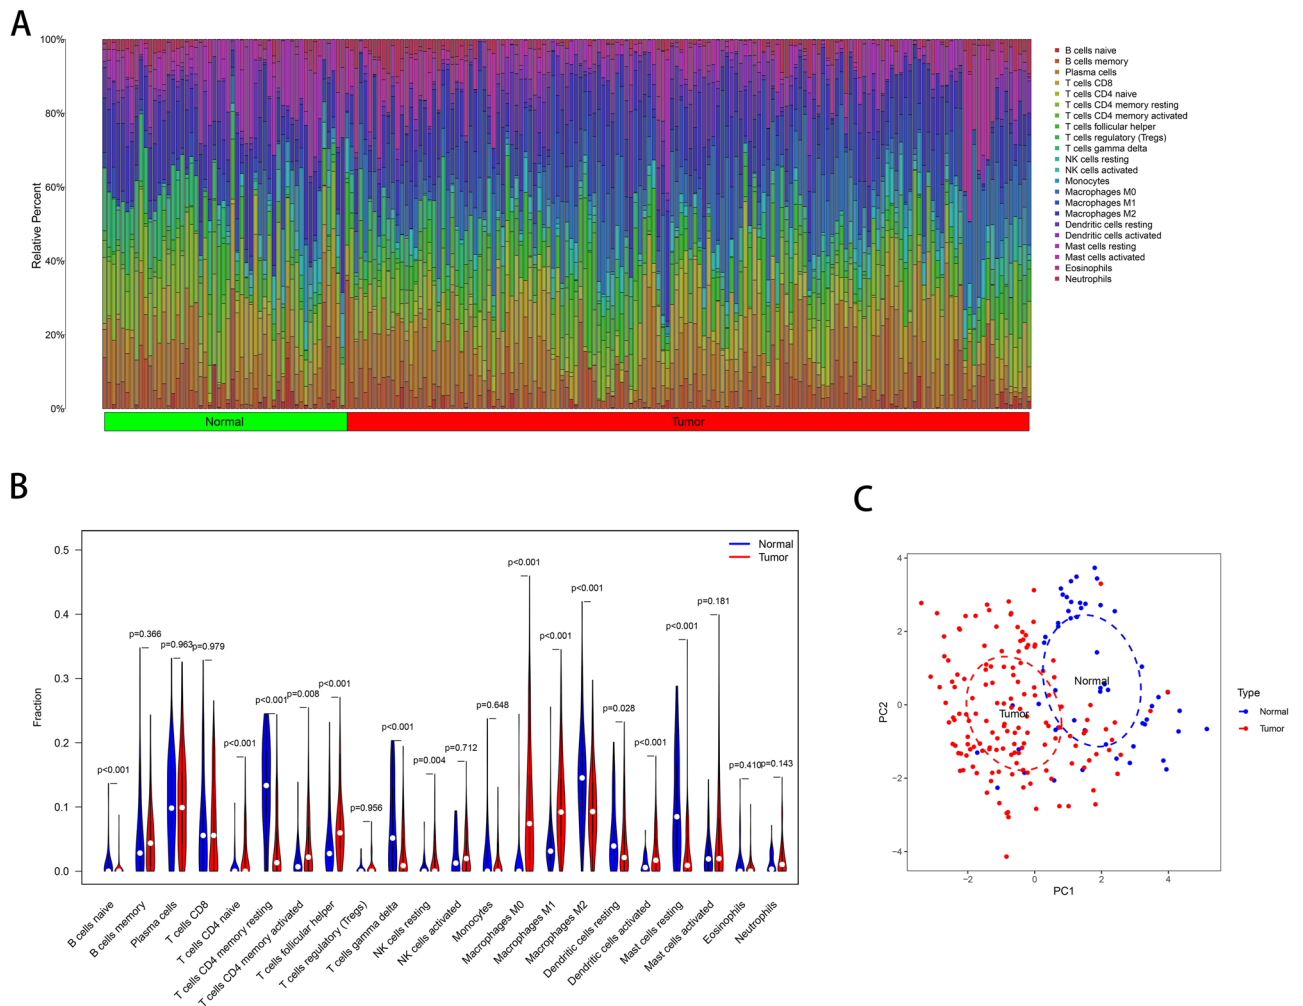 A
100%
80%
60%
40%
20%
0%
Relative Percent
Normal
Tumor
B cells naive
B cells memory
Plasma cells
T cells CD8
T cells CD4 naive
T cells CD4 memory resting
T cells CD4 memory activated
T cells follicular helper
T cells regulatory (Tregs)
T cells gamma delta
NK cells resting
NK cells activated
Monocytes
Macrophages M0
Macrophages M1
Macrophages M2
Dendritic cells resting
Dendritic cells activated
Mast cells resting
Mast cells activated
Eosinophils
Neutrophils
B
0.5
0.4
0.3
0.2
0.1
0.0
Fraction
Normal
Tumor
p<0.001
p=0.366
p=0.963
p=0.979
p<0.001
p<0.001
p=0.008
p<0.001
p=0.956
p<0.001
p=0.004
p=0.712
p=0.648
p<0.001
p<0.001
p<0.001
p=0.028
p<0.001
p<0.001
p=0.181
p=0.410
p=0.143
B cells naive
B cells memory
Plasma cells
T cells CD8
T cells CD4 naive
T cells CD4 memory resting
T cells CD4 memory activated
T cells follicular helper
T cells regulatory (Tregs)
T cells gamma delta
NK cells resting
NK cells activated
Monocytes
Macrophages M0
Macrophages M1
Macrophages M2
Dendritic cells resting
Dendritic cells activated
Mast cells resting
Mast cells activated
Eosinophils
Neutrophils
C
4
2
0
−2
−4
PC2
Normal
Tumor
−2
0
2
4
PC1
Type
Normal
Tumor